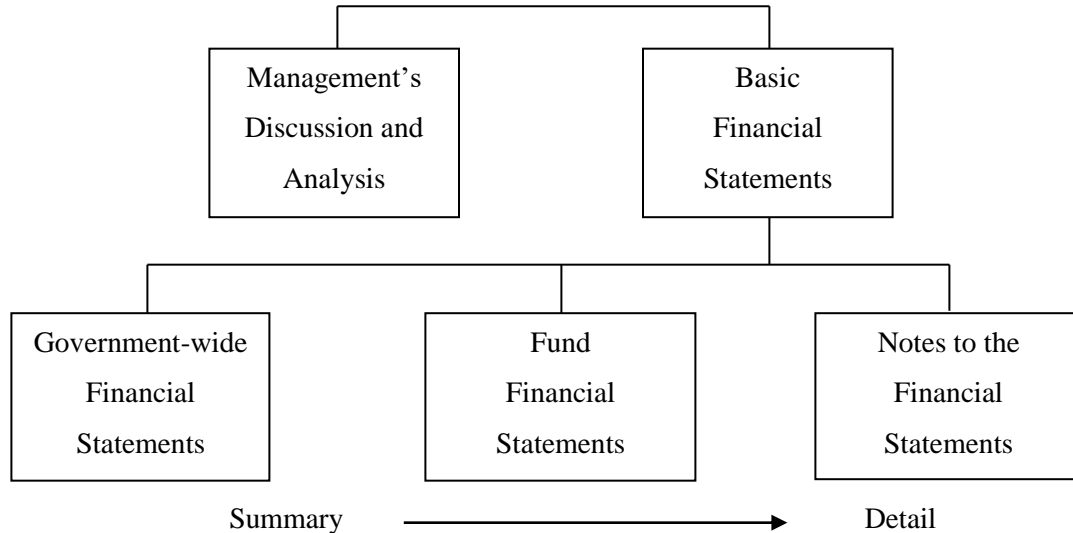 Management’s
Discussion and
Analysis
Basic
Financial
Statements
Government-wide
Financial
Statements
Fund
Financial
Statements
Notes to the
Financial
Statements
Summary
Detail